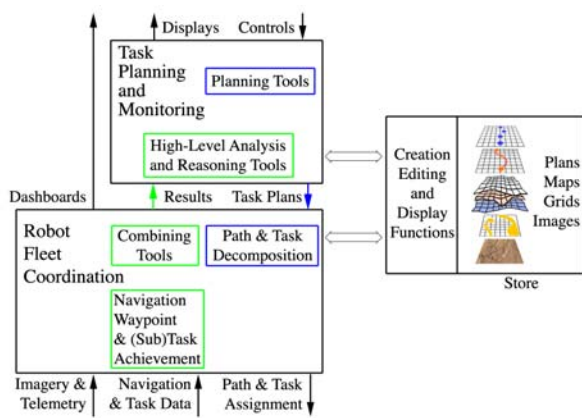 Displays
Controls
Task
Planning
and
Monitoring
Planning Tools
High-Level Analysis
and Reasoning Tools
Creation
Editing
and
Display
Functions
Plans
Maps
Grids
Images
Store
Dashboards
Results
Task Plans
Robot
Fleet
Coordination
Combining
Tools
Path & Task
Decomposition
Navigation
Waypoint
& (Sub)Task
Achievement
Imagery &
Telemetry
Navigation
& Task Data
Path & Task
Assignment